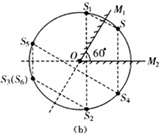 S₁ M₁
S
S₅
O 60°
M₂
S₃(S₆)
S₄
S₂
(b)